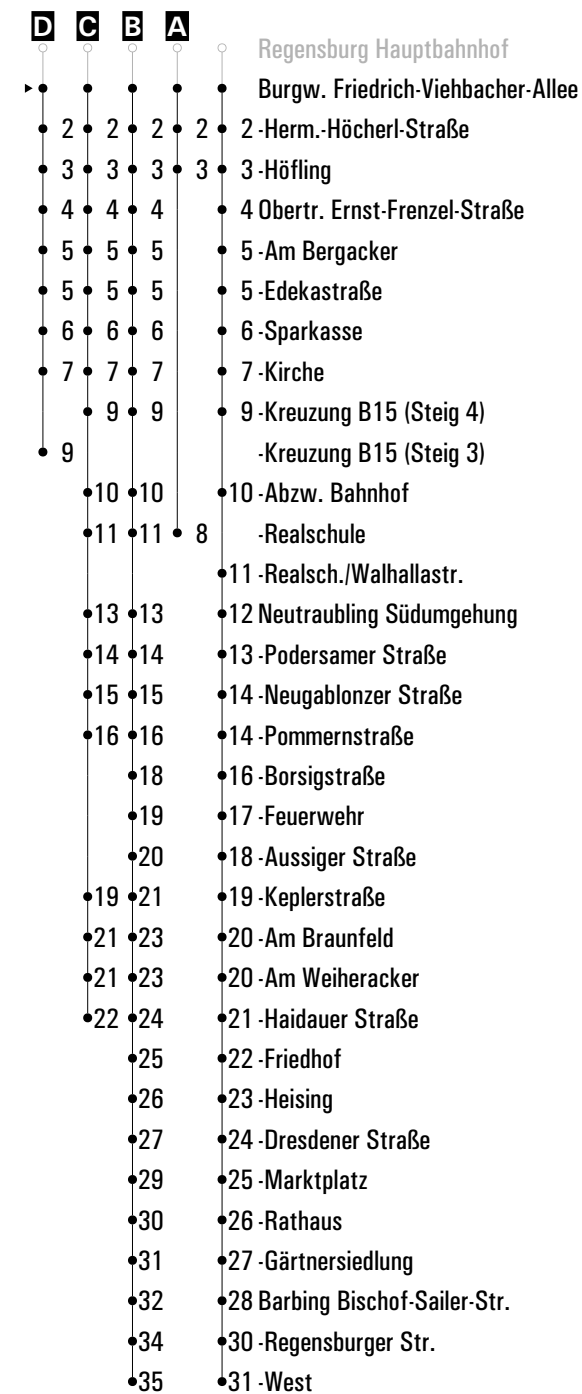 D C B A
Regensburg Hauptbahnhof
Burgw. Friedrich-Viehbacher-Allee
2 2 2 2 2 -Herm.-Höcherl-Straße
3 3 3 3 3 -Höfling
4 4 4 4 Obertr. Ernst-Frenzel-Straße
5 5 5 5 -Am Bergacker
5 5 5 5 -Edekastraße
6 6 6 6 -Sparkasse
7 7 7 7 -Kirche
9 9 9 -Kreuzung B15 (Steig 4)
9 -Kreuzung B15 (Steig 3)
10 10 10 -Abzw. Bahnhof
11 11 8 -Realschule
11 -Realsch./Walhallastr.
13 13 12 Neutraubling Südumgehung
14 14 13 -Podersamer Straße
15 15 14 -Neugablonzer Straße
16 16 14 -Pommernstraße
18 16 -Borsigstraße
19 17 -Feuerwehr
20 18 -Aussiger Straße
19 21 19 -Keplerstraße
21 23 20 -Am Braunfeld
21 23 20 -Am Weiheracker
22 24 21 -Haidauer Straße
25 22 -Friedhof
26 23 -Heising
27 24 -Dresdener Straße
29 25 -Marktplatz
30 26 -Rathaus
31 27 -Gärtnersiedlung
32 28 Barbing Bischof-Sailer-Str.
34 30 -Regensburger Str.
35 31 -West